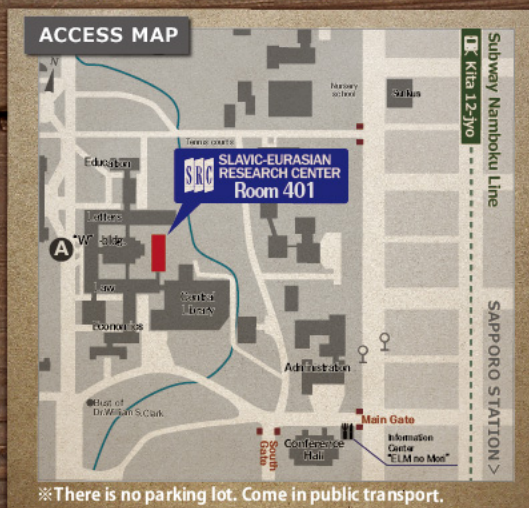 ACCESS MAP
N
Nursery
school
Sunkus
Subway Namboku Line
Kita 12-jyo
Tennis courts
Education
SRC
SLAVIC-EURASIAN
RESEARCH CENTER
Room 401
Letters
A
"W" bldg.
Law
Central
Library
Economics
SAPPORO STATION >
Administration
Bust of
Dr.William S.Clark
Main Gate
South
Gate
Conference
Hall
Information
Center
"ELM no Mori"
※There is no parking lot. Come in public transport.